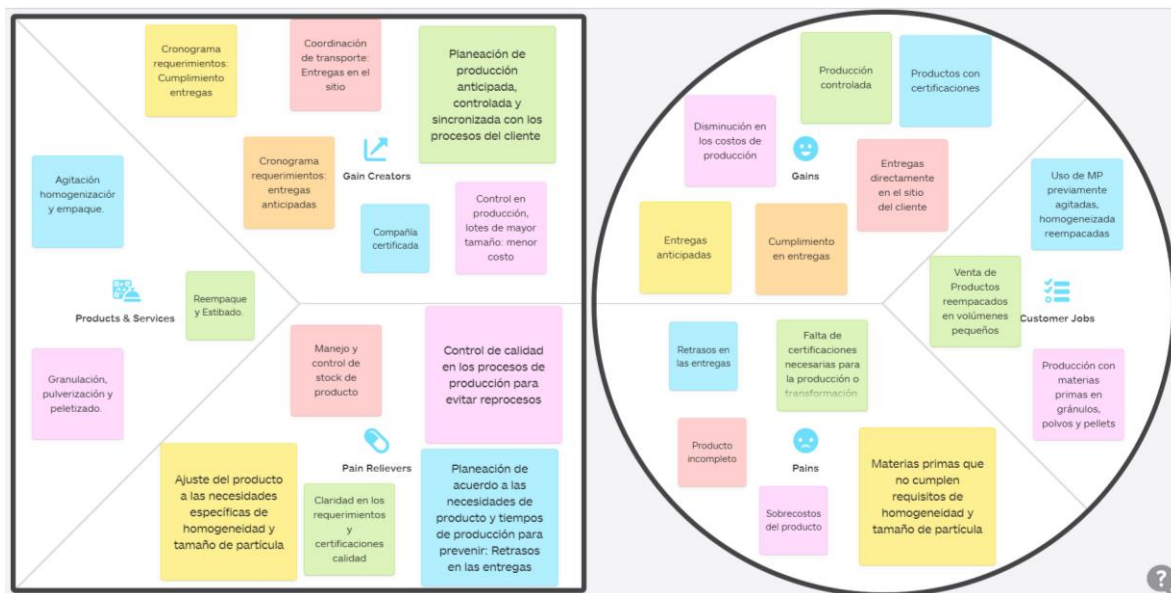 Cronograma
requerimientos:
Cumplimiento
entregas
Coordinación
de transporte:
Entregas en el
sitio
Planeación de
producción
anticipada,
controlada y
sincronizada con los
procesos del cliente
Cronograma
requerimientos:
entregas
anticipadas
Gain Creators
Compañía
certificada
Control en
producción,
lotes de mayor
tamaño: menor
costo
Agitación
homogenización
y empaque.
Products & Services
Reempaque
y Estibado.
Granulación,
pulverización y
peletizado.
Manejo y
control de
stock de
producto
Control de calidad
en los procesos de
producción para
evitar reprocesos
Pain Relievers
Ajuste del producto
a las necesidades
específicas de
homogeneidad y
tamaño de partícula
Claridad en los
requerimientos
y
certificaciones
calidad
Planeación de
acuerdo a las
necesidades de
producto y tiempos
de producción para
prevenir: Retrasos
en las entregas
Producción
controlada
Productos con
certificaciones
Disminución en
los costos de
producción
Gains
Entregas
directamente
en el sitio
del cliente
Entregas
anticipadas
Cumplimiento
en entregas
Uso de MP
previamente
agitadas,
homogeneizada
reempacadas
Venta de
Productos
reempacados
en volúmenes
pequeños
Customer Jobs
Producción con
materias
primas en
gránulos,
polvos y pellets
Retrasos en
las entregas
Falta de
certificaciones
necesarias para
la producción o
transformación
Producto
incompleto
Pains
Sobrecostos
del producto
Materias primas que
no cumplen
requisitos de
homogeneidad y
tamaño de partícula
?